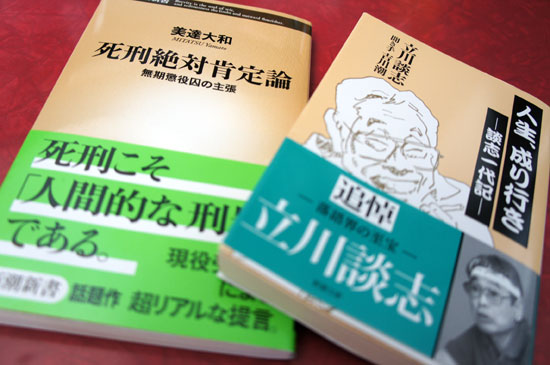 美達大和
MITATSU Yamato
死刑絶対肯定論
無期懲役囚の主張
死刑こそ
「人間的な刑
である。
現役
によ
潮新書
話題作 超リアルな提言。
立川談志
聞き手 吉川潮
人生、成り行き
―談志一代記―
追悼
―落語界の至宝―
立川談志